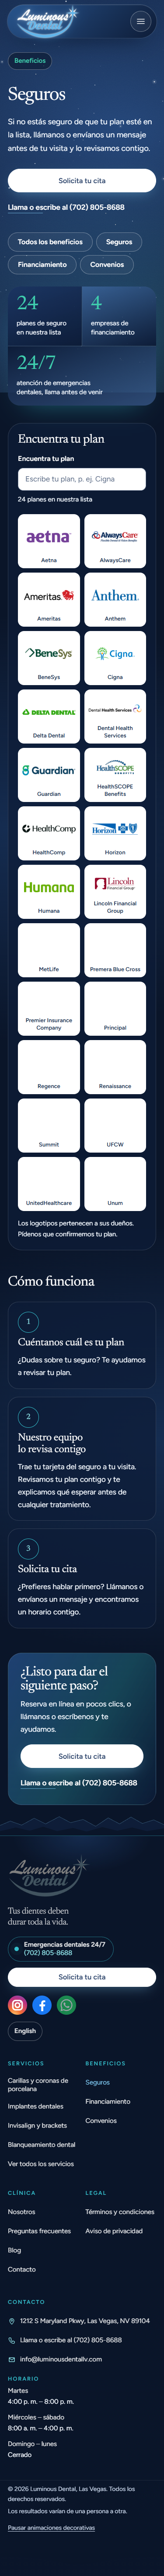 Luminous
Dental
Beneficios
Seguros
Si no estás seguro de que tu plan esté en
la lista, llámanos o envíanos un mensaje
antes de tu visita y lo revisamos contigo.
Solicita tu cita
Llama o escribe al (702) 805-8688
Todos los beneficios
Seguros
Financiamiento
Convenios
24
planes de seguro
en nuestra lista
4
empresas de
financiamiento
24/7
atención de emergencias
dentales, llama antes de venir
Encuentra tu plan
Encuentra tu plan
Escribe tu plan, p. ej. Cigna
24 planes en nuestra lista
aetna
Aetna
AlwaysCare
AlwaysCare
Ameritas
Ameritas
Anthem
Anthem
BeneSys
BeneSys
Cigna
Cigna
DELTA DENTAL
Delta Dental
Dental Health Services
Dental Health
Services
Guardian
Guardian
HealthSCOPE
BENEFITS
HealthSCOPE
Benefits
HealthComp
HealthComp
Horizon
Horizon
Humana
Humana
Lincoln
Financial Group
Lincoln Financial
Group
MetLife
Premera Blue Cross
Premier Insurance
Company
Principal
Regence
Renaissance
Summit
UFCW
UnitedHealthcare
Unum
Los logotipos pertenecen a sus dueños.
Pídenos que confirmemos tu plan.
Cómo funciona
1
Cuéntanos cuál es tu plan
¿Dudas sobre tu seguro? Te ayudamos
a revisar tu plan.
2
Nuestro equipo
lo revisa contigo
Trae tu tarjeta del seguro a tu visita.
Revisamos tu plan contigo y te
explicamos qué esperar antes de
cualquier tratamiento.
3
Solicita tu cita
¿Prefieres hablar primero? Llámanos o
envíanos un mensaje y encontramos
un horario contigo.
¿Listo para dar el
siguiente paso?
Reserva en línea en pocos clics, o
llámanos o escríbenos y te
ayudamos.
Solicita tu cita
Llama o escribe al (702) 805-8688
Luminous
Dental
Tus dientes deben
durar toda la vida.
Emergencias dentales 24/7
(702) 805-8688
Solicita tu cita
English
SERVICIOS
Carillas y coronas de
porcelana
Implantes dentales
Invisalign y brackets
Blanqueamiento dental
Ver todos los servicios
BENEFICIOS
Seguros
Financiamiento
Convenios
CLÍNICA
Nosotros
Preguntas frecuentes
Blog
Contacto
LEGAL
Términos y condiciones
Aviso de privacidad
CONTACTO
1212 S Maryland Pkwy, Las Vegas, NV 89104
Llama o escribe al (702) 805-8688
info@luminousdentallv.com
HORARIO
Martes
4:00 p. m. – 8:00 p. m.
Miércoles – sábado
8:00 a. m. – 4:00 p. m.
Domingo – lunes
Cerrado
© 2026 Luminous Dental, Las Vegas. Todos los
derechos reservados.
Los resultados varían de una persona a otra.
Pausar animaciones decorativas